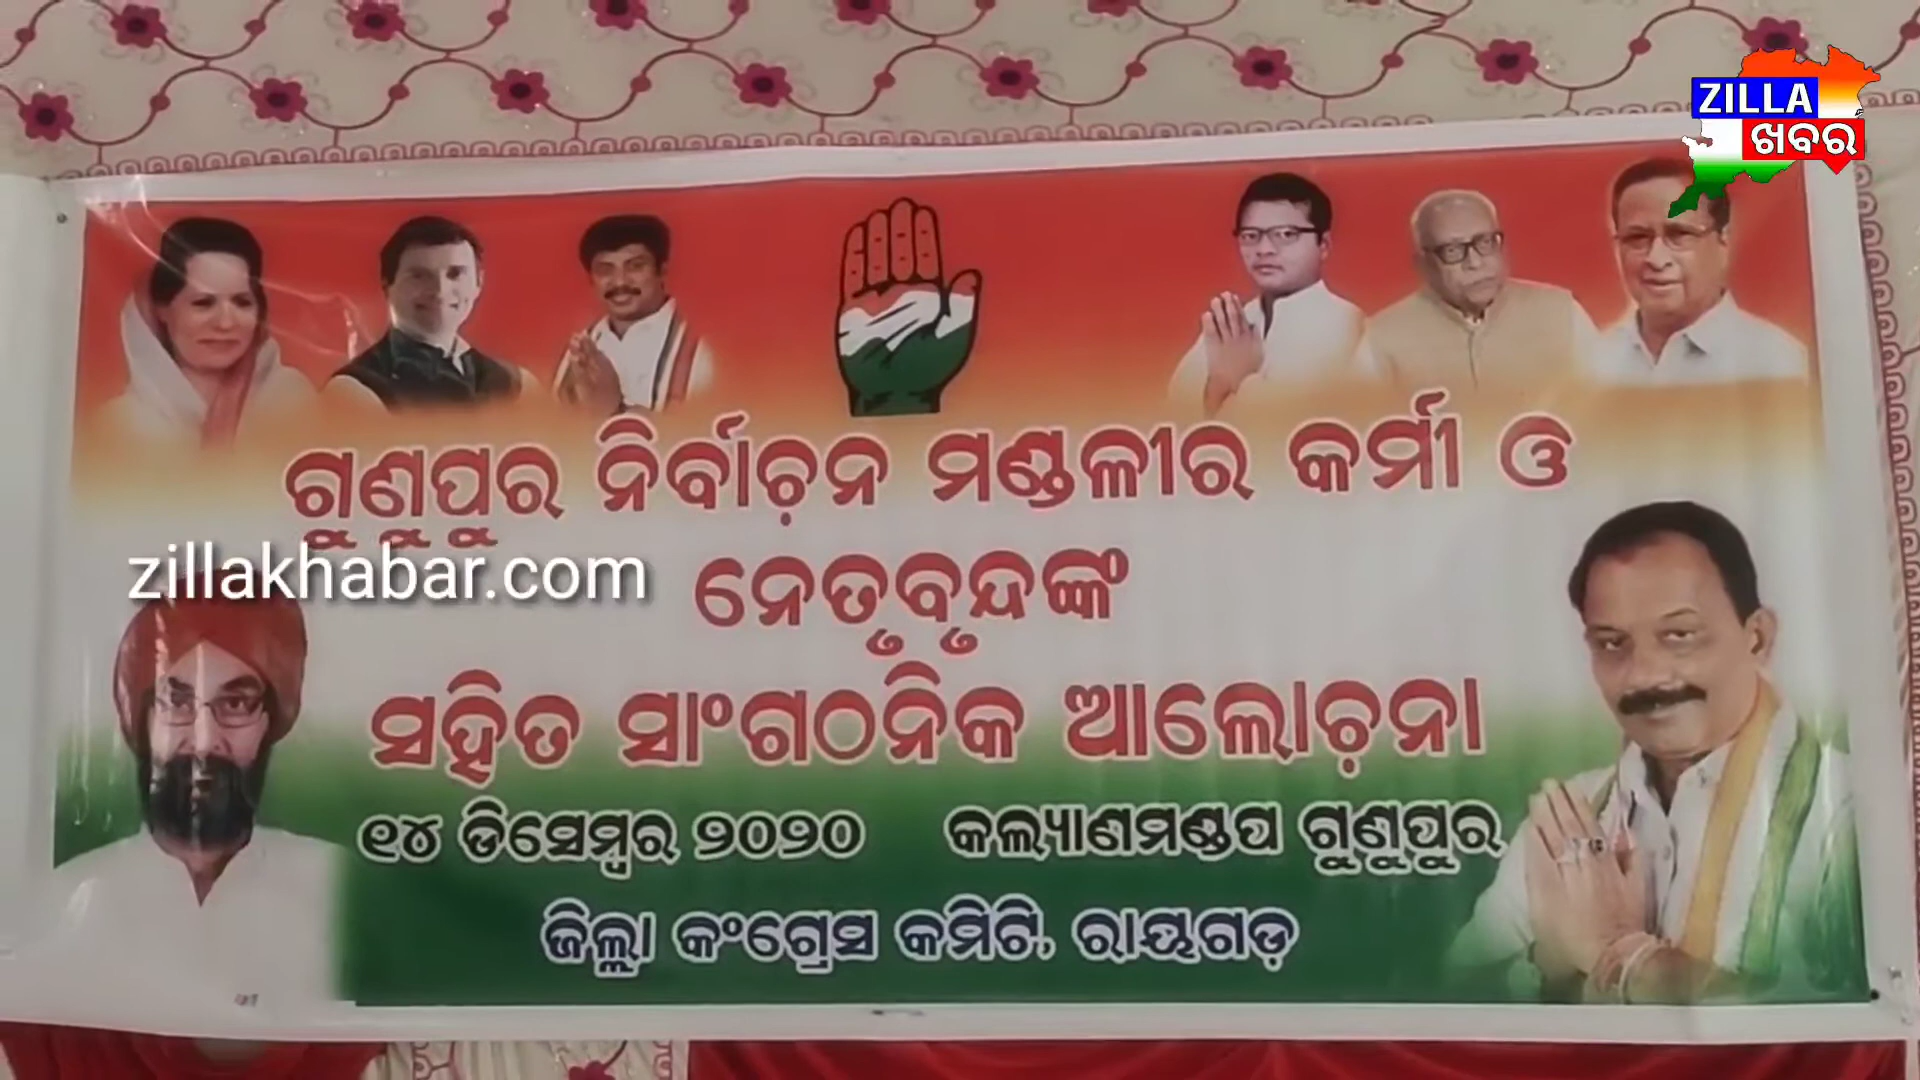 ZILLA
ଖବର
ଗୁଣୁପୁର ନିର୍ବାଚନ ମଣ୍ଡଳୀର କର୍ମୀ ଓ
zillakhabar.com
ନେତୃବୃନ୍ଦଙ୍କ
ସହିତ ସାଂଗଠନିକ ଆଲୋଚନା
୧୪ ଡିସେମ୍ବର ୨୦୨୦ କଲ୍ୟାଣମଣ୍ଡପ ଗୁଣୁପୁର
ଜିଲ୍ଲା କଂଗ୍ରେସ କମିଟି, ରାୟଗଡ଼